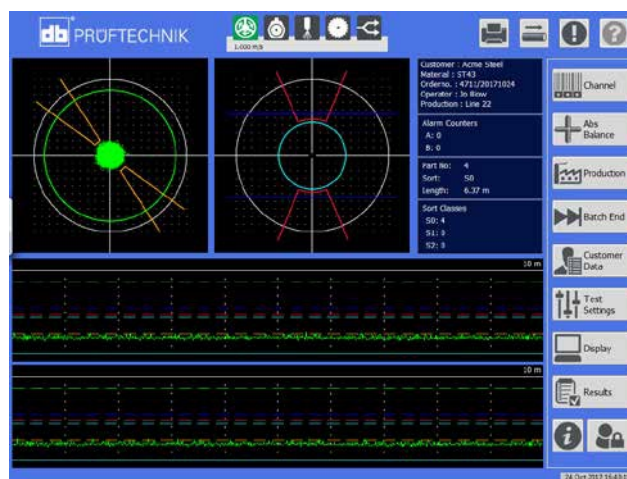 db PRÜFTECHNIK
1.000 m/s
Customer : Acme Steel
Material : ST43
Orderno. : 4711/20171024
Operator : Jo Blow
Production : Line 22
Alarm Counters
A: 0
B: 0
Part No: 4
Sort: S0
Length: 6.37 m
Sort Classes
S0: 4
S1: 0
S2: 0
10 m
10 m
Channel
Abs
Balance
Production
Batch End
Customer
Data
Test
Settings
Display
Results
24 Oct 2017